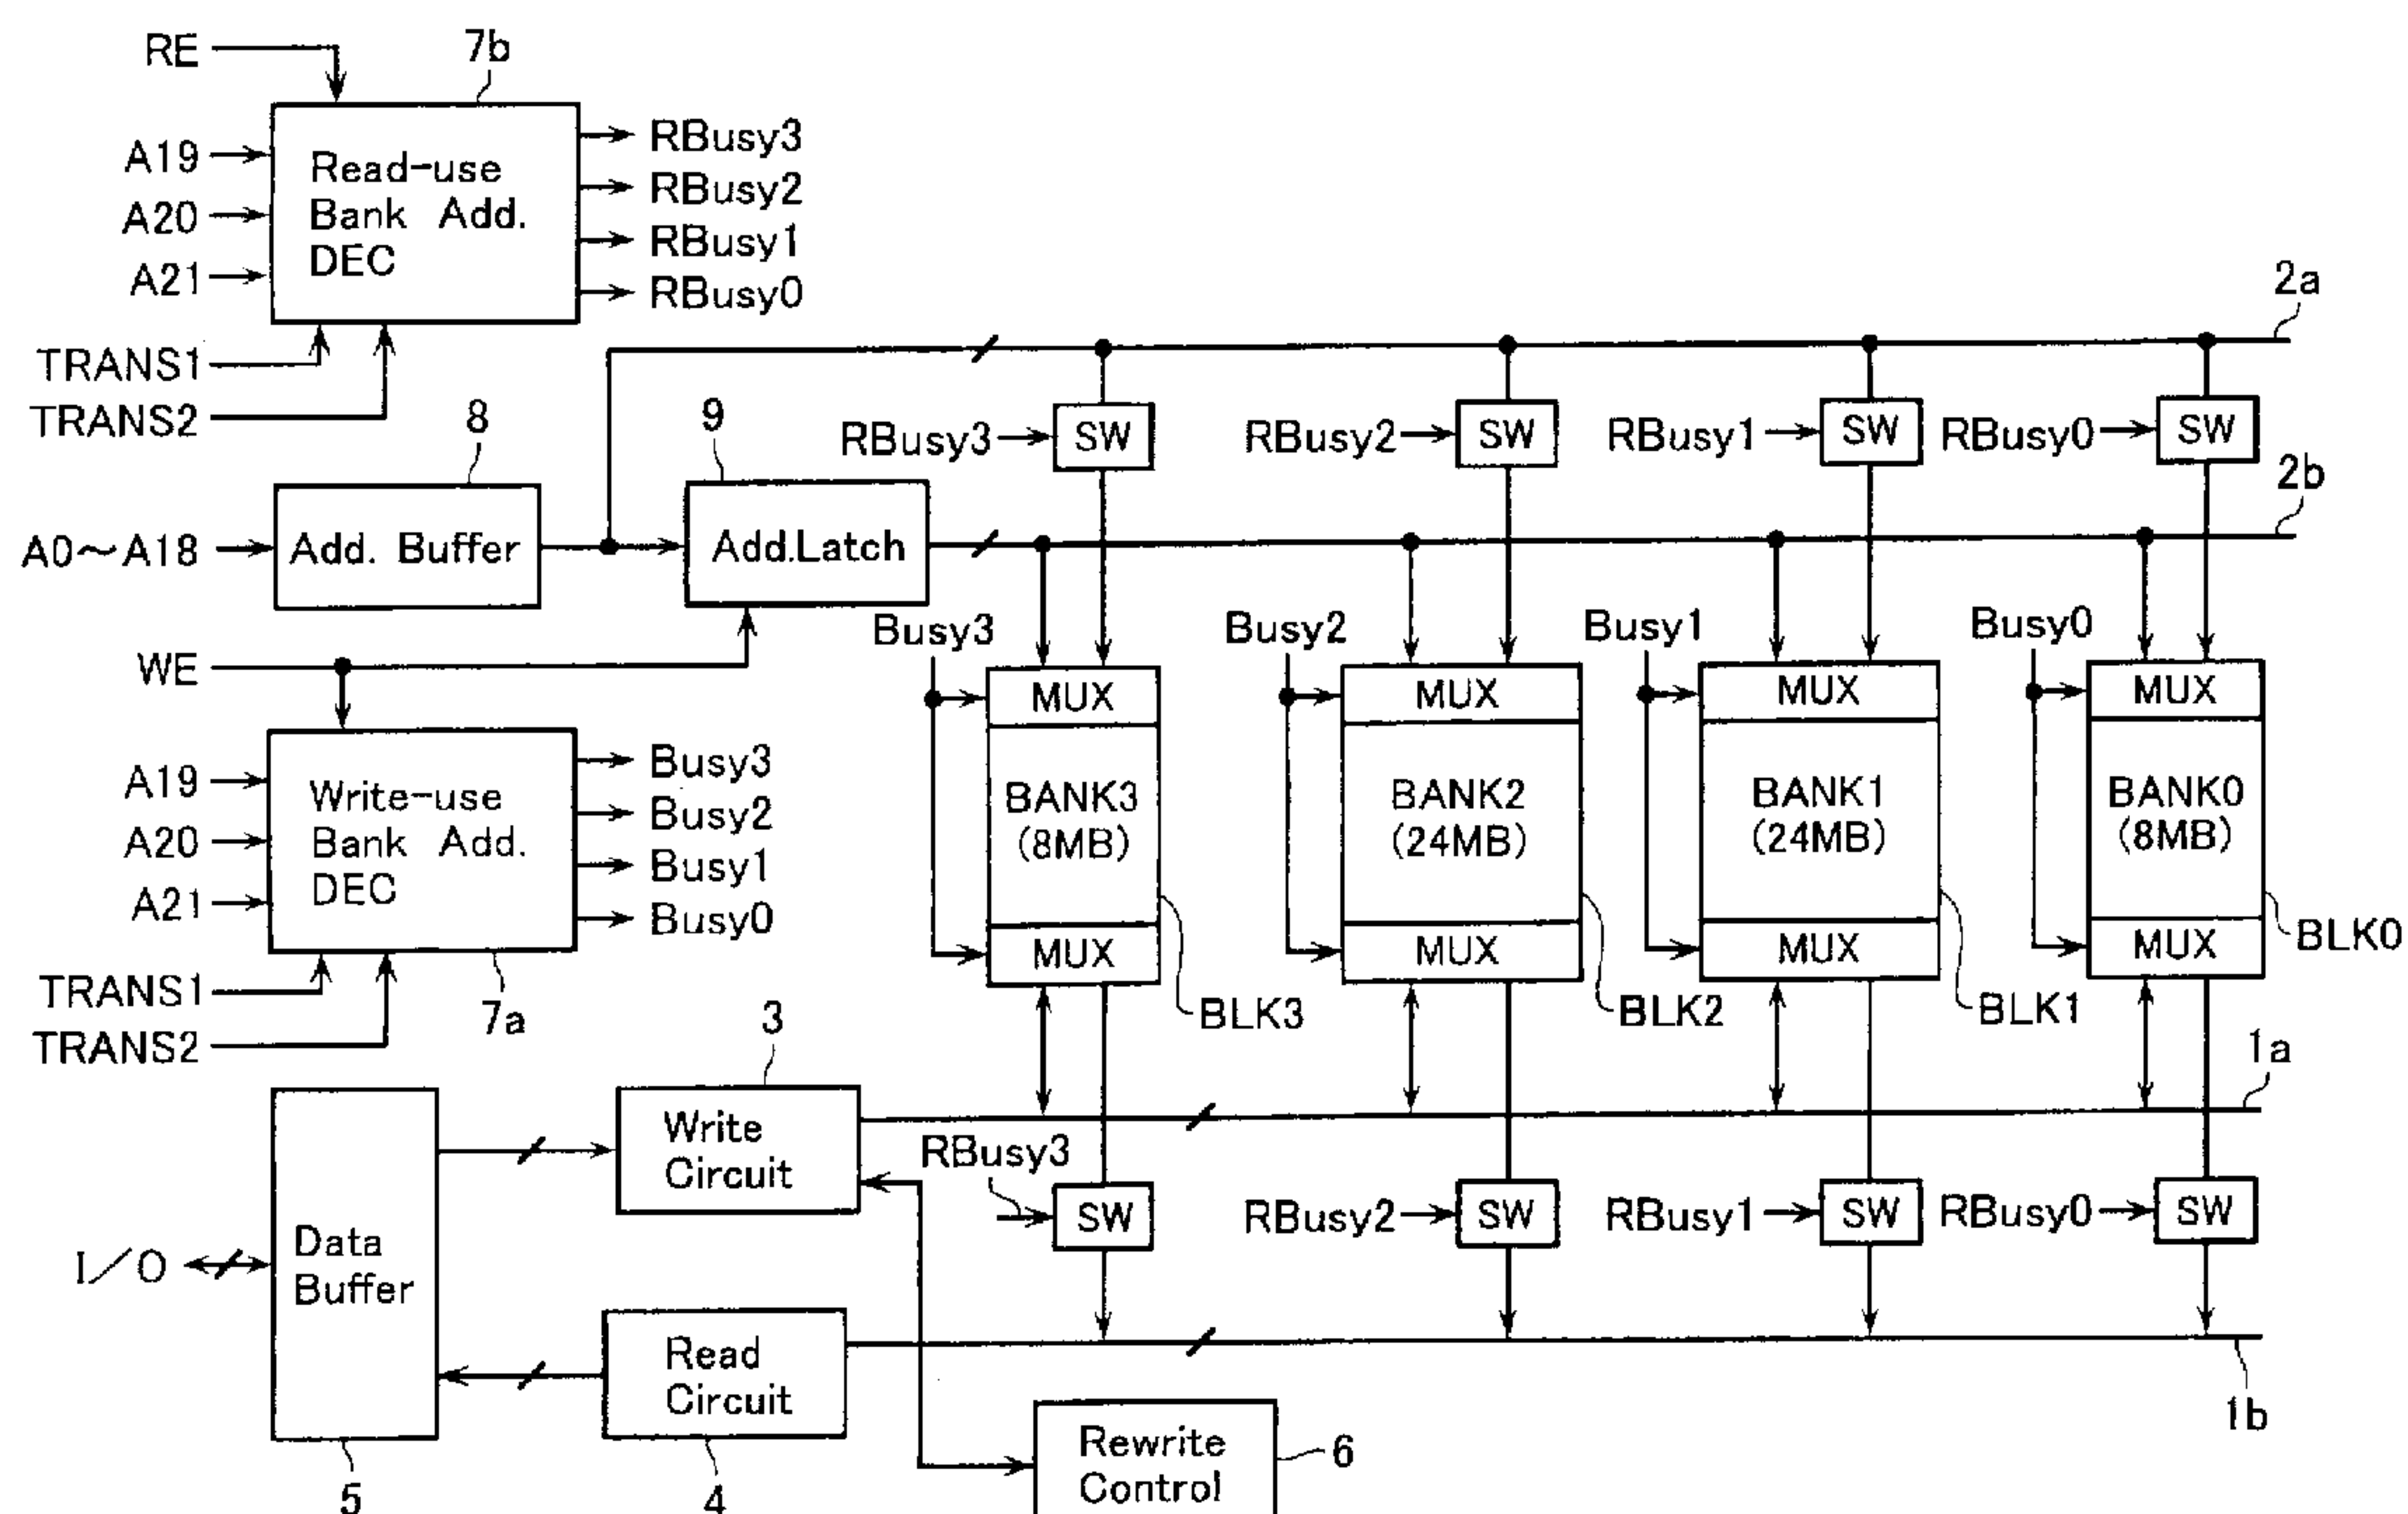 RE
7b
A19
A20
A21
Read-use
Bank Add.
DEC
RBusy3
RBusy2
RBusy1
RBusy0
TRANS1
TRANS2
2a
RBusy3
SW
RBusy2
SW
RBusy1
SW
RBusy0
SW
8
9
2b
A0~A18
Add. Buffer
Add.Latch
WE
Busy3
Busy2
Busy1
Busy0
MUX
MUX
MUX
MUX
A19
A20
A21
Write-use
Bank Add.
DEC
Busy3
Busy2
Busy1
Busy0
BANK3
(8MB)
BANK2
(24MB)
BANK1
(24MB)
BANK0
(8MB)
MUX
MUX
MUX
MUX
BLK3
BLK2
BLK1
BLK0
TRANS1
TRANS2
7a
3
1a
Write
Circuit
RBusy3
SW
RBusy2
SW
RBusy1
SW
RBusy0
SW
I/O
Data
Buffer
Read
Circuit
1b
5
4
Rewrite
Control
6